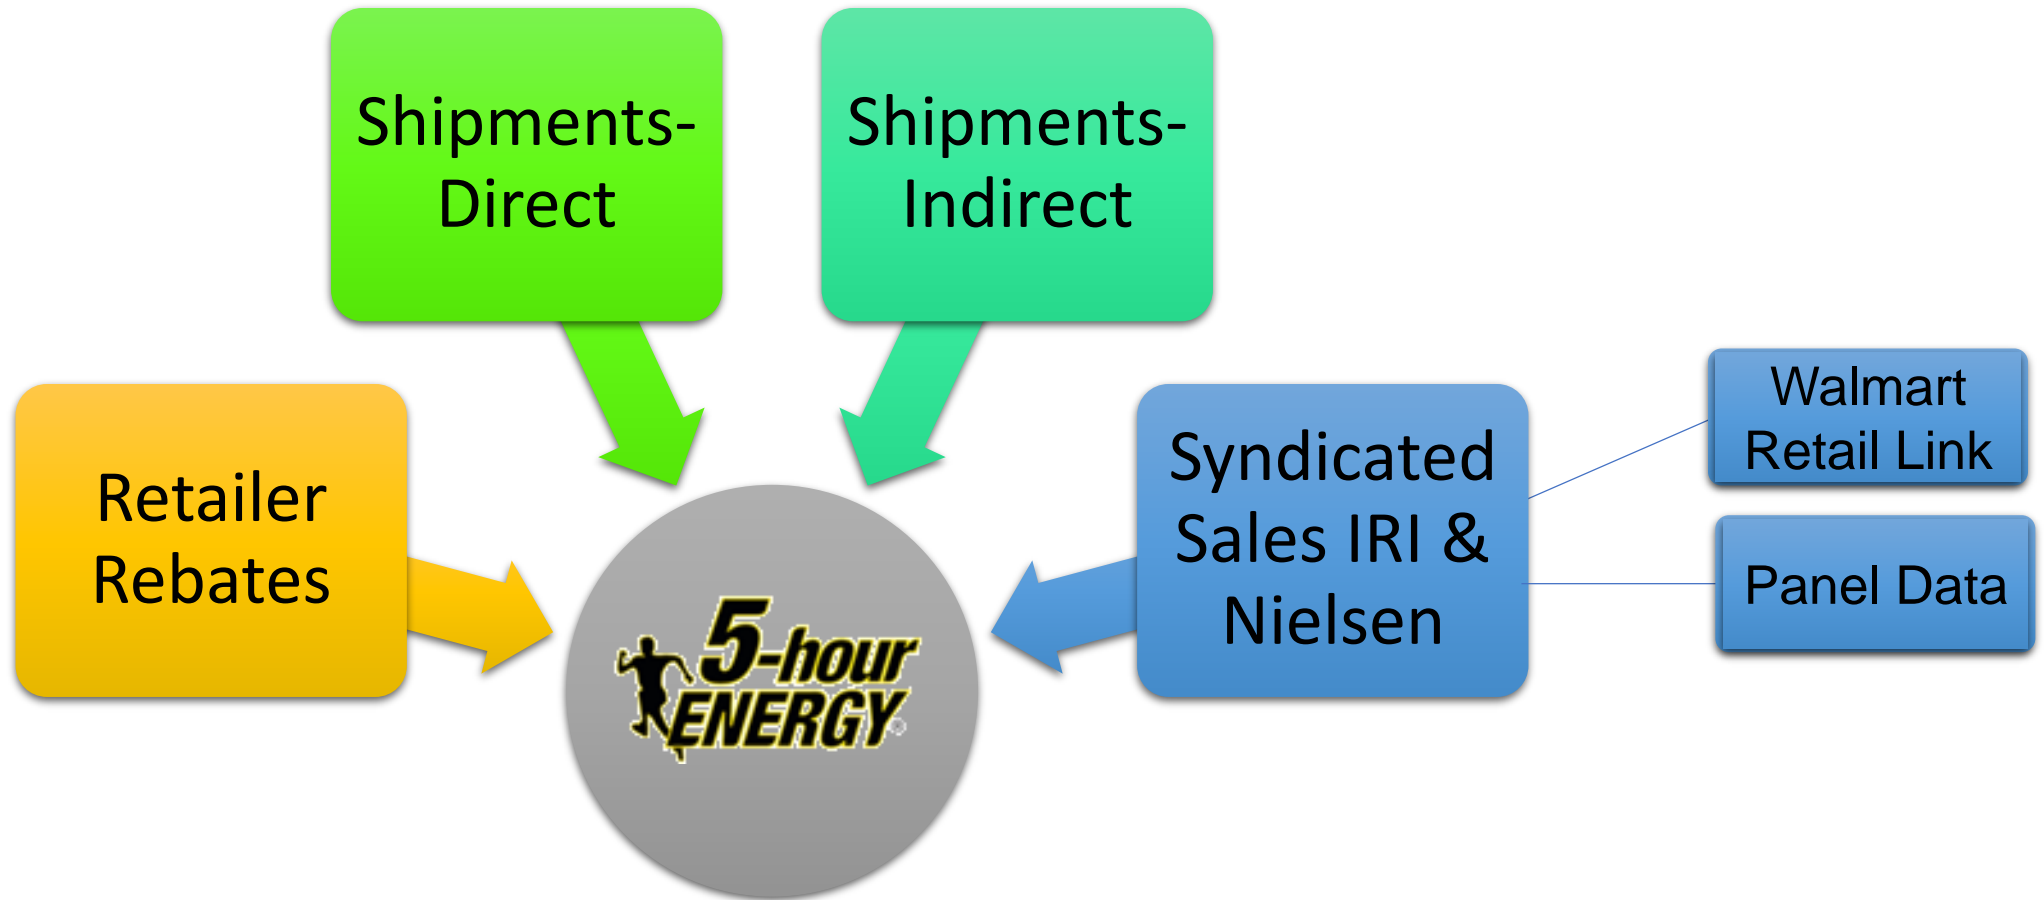 Shipments-
Direct
Shipments-
Indirect
Retailer
Rebates
Syndicated
Sales IRI &
Nielsen
Walmart
Retail Link
Panel Data
5-hour
ENERGY®